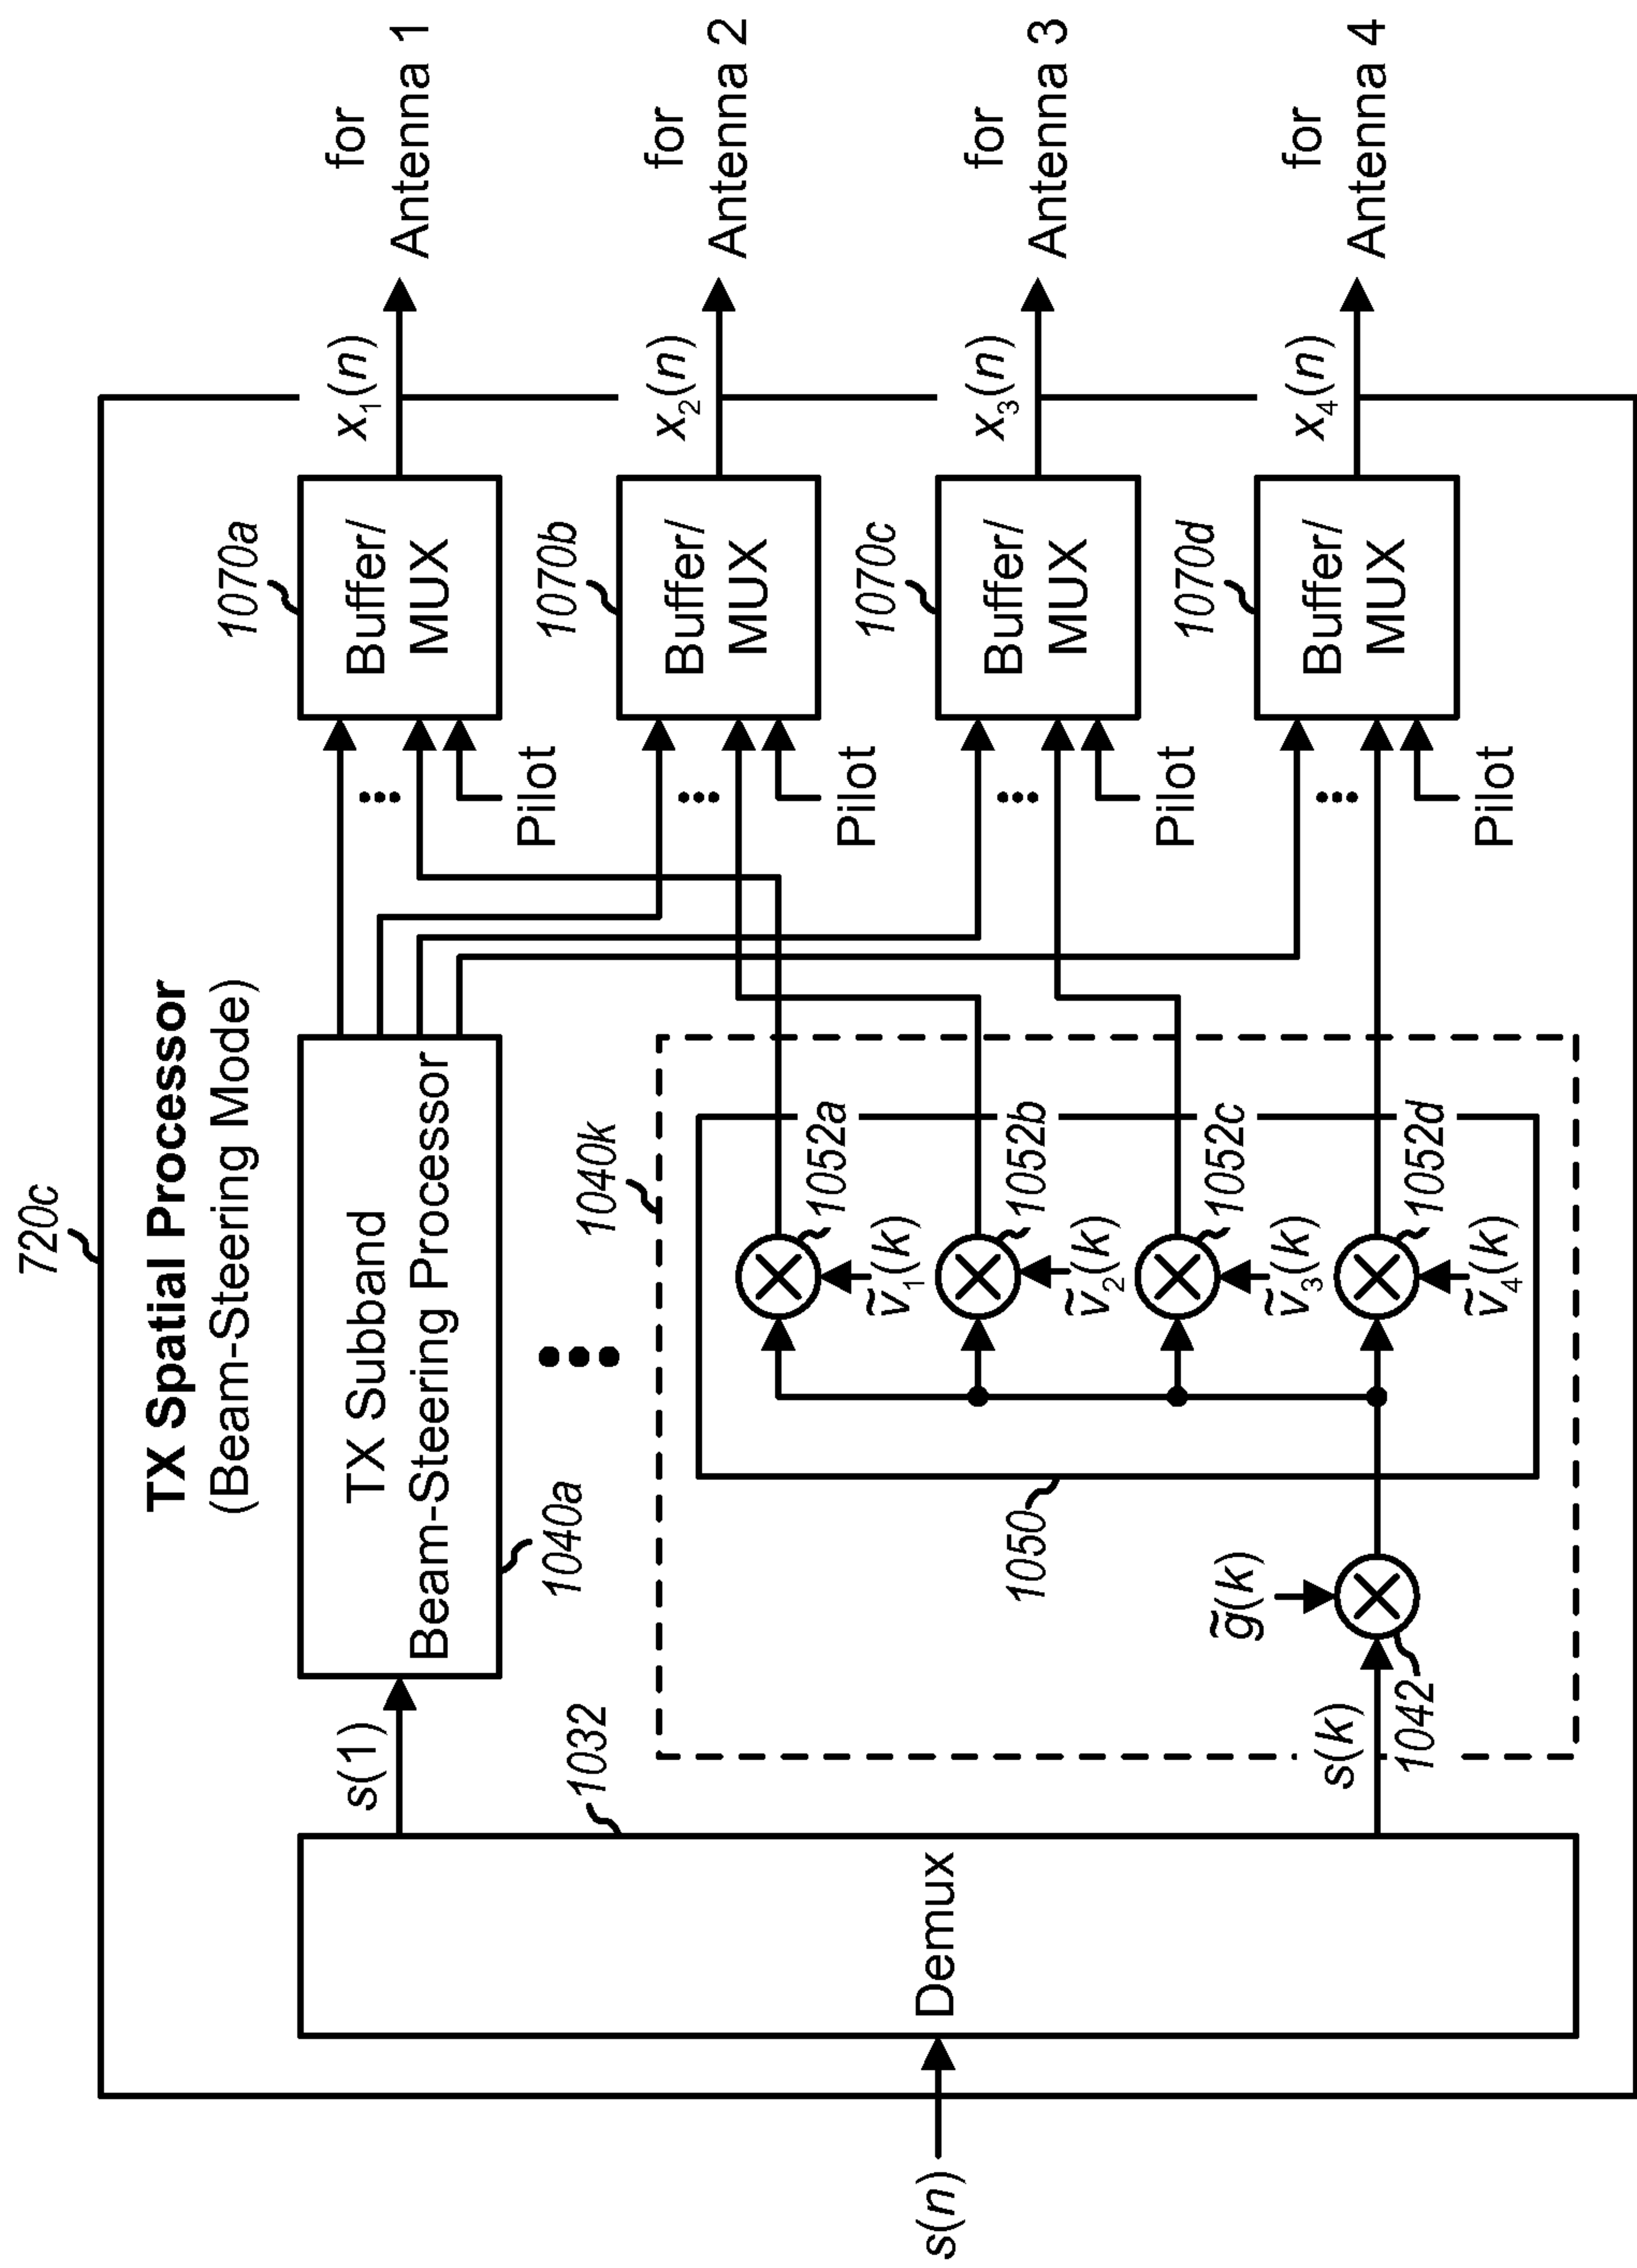 720c
TX Spatial Processor
(Beam-Steering Mode)
s(n)
Demux
1032
s(1)
TX Subband
Beam-Steering Processor
1040a
1040k
s(k)
1042
g̃(k)
1050
1052a
ṽ₁(k)
1052b
ṽ₂(k)
1052c
ṽ₃(k)
1052d
ṽ₄(k)
1070a
Buffer/
MUX
Pilot
x₁(n)
for
Antenna 1
1070b
Buffer/
MUX
Pilot
x₂(n)
for
Antenna 2
1070c
Buffer/
MUX
Pilot
x₃(n)
for
Antenna 3
1070d
Buffer/
MUX
Pilot
x₄(n)
for
Antenna 4